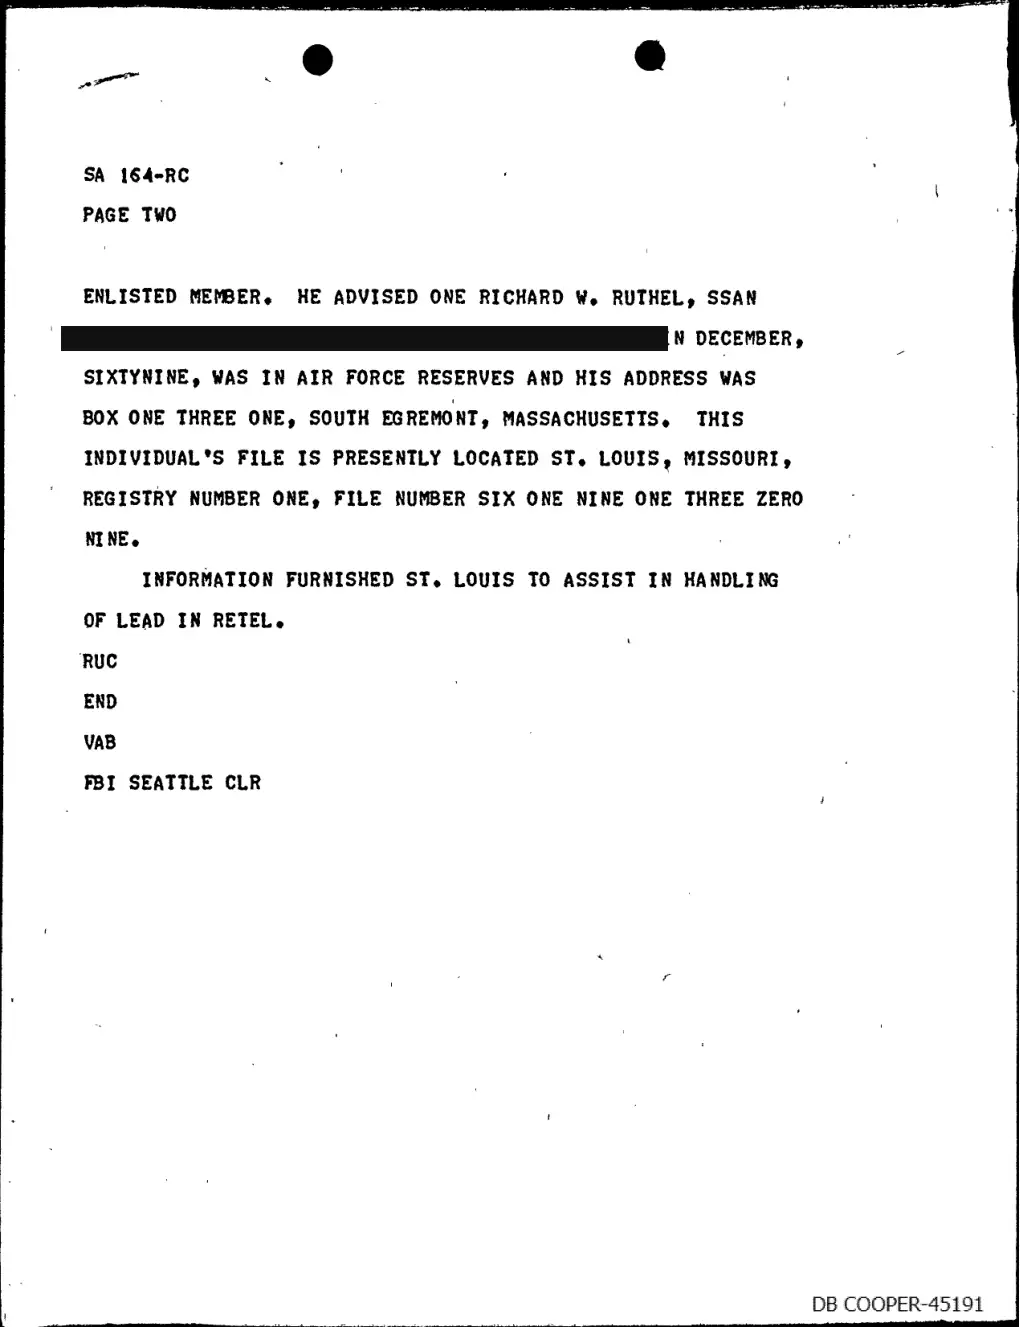 SA 164-RC
PAGE TWO
ENLISTED MEMBER. HE ADVISED ONE RICHARD W. RUTHEL, SSAN
N DECEMBER,
SIXTYNINE, WAS IN AIR FORCE RESERVES AND HIS ADDRESS WAS
BOX ONE THREE ONE, SOUTH EGREMONT, MASSACHUSETTS. THIS
INDIVIDUAL'S FILE IS PRESENTLY LOCATED ST. LOUIS, MISSOURI,
REGISTRY NUMBER ONE, FILE NUMBER SIX ONE NINE ONE THREE ZERO
NINE.
INFORMATION FURNISHED ST. LOUIS TO ASSIST IN HANDLING
OF LEAD IN RETEL.
RUC
END
VAB
FBI SEATTLE CLR
DB COOPER-45191